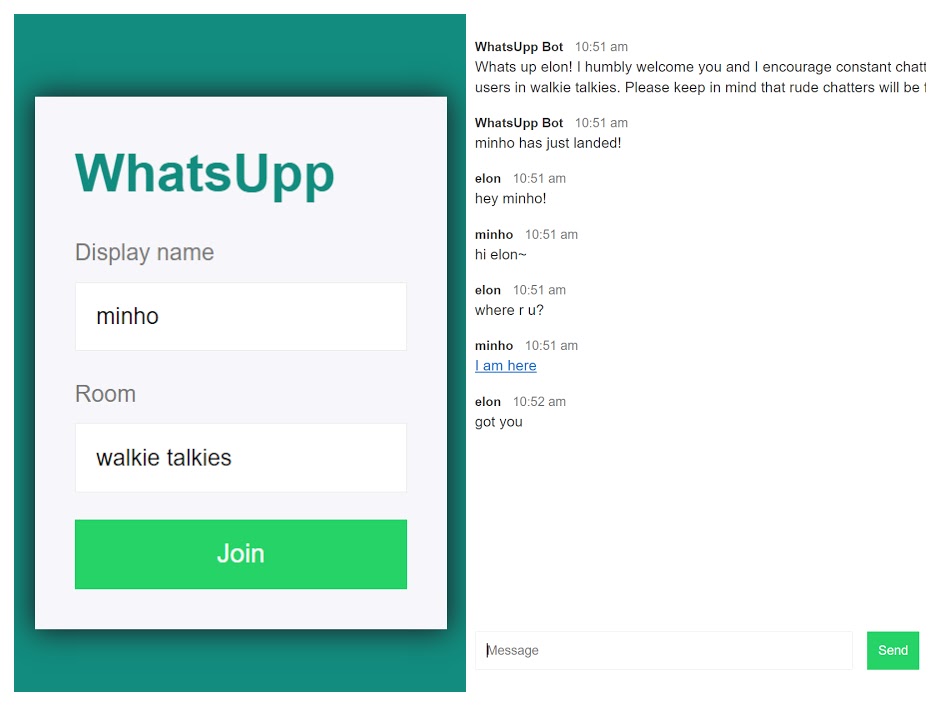 WhatsUpp
Display name
minho
Room
walkie talkies
Join
WhatsUpp Bot 10:51 am
Whats up elon! I humbly welcome you and I encourage constant chatt
users in walkie talkies. Please keep in mind that rude chatters will be
WhatsUpp Bot 10:51 am
minho has just landed!
elon 10:51 am
hey minho!
minho 10:51 am
hi elon~
elon 10:51 am
where r u?
minho 10:51 am
I am here
elon 10:52 am
got you
Message
Send